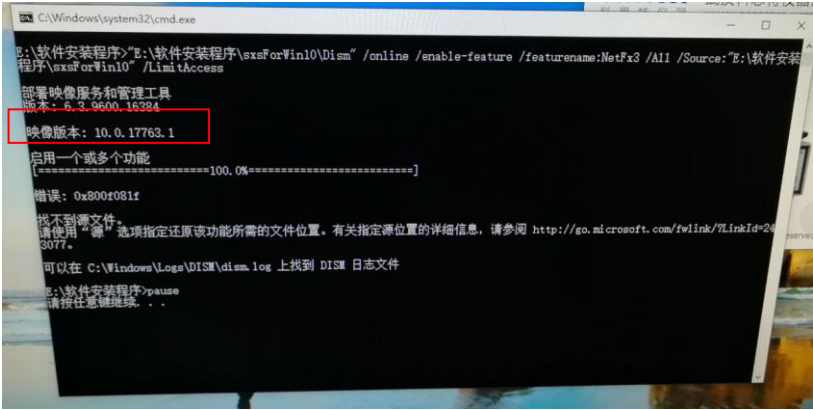 C:\Windows\system32\cmd.exe
E:\软件安装程序>"E:\软件安装程序\sxsForWin10\Dism" /online /enable-feature /featurename:NetFx3 /All /Source:"E:\软件安装
程序\sxsForWin10" /LimitAccess
部署映像服务和管理工具
版本: 6.3.9600.16384
映像版本: 10.0.17763.1
启用一个或多个功能
[==========================100.0%==========================]
错误: 0x800f081f
找不到源文件。
请使用“源”选项指定还原该功能所需的文件位置。有关指定源位置的详细信息，请参阅 http://go.microsoft.com/fwlink/?LinkId=24
3077。
可以在 C:\Windows\Logs\DISM\dism.log 上找到 DISM 日志文件
E:\软件安装程序>pause
请按任意键继续. . .